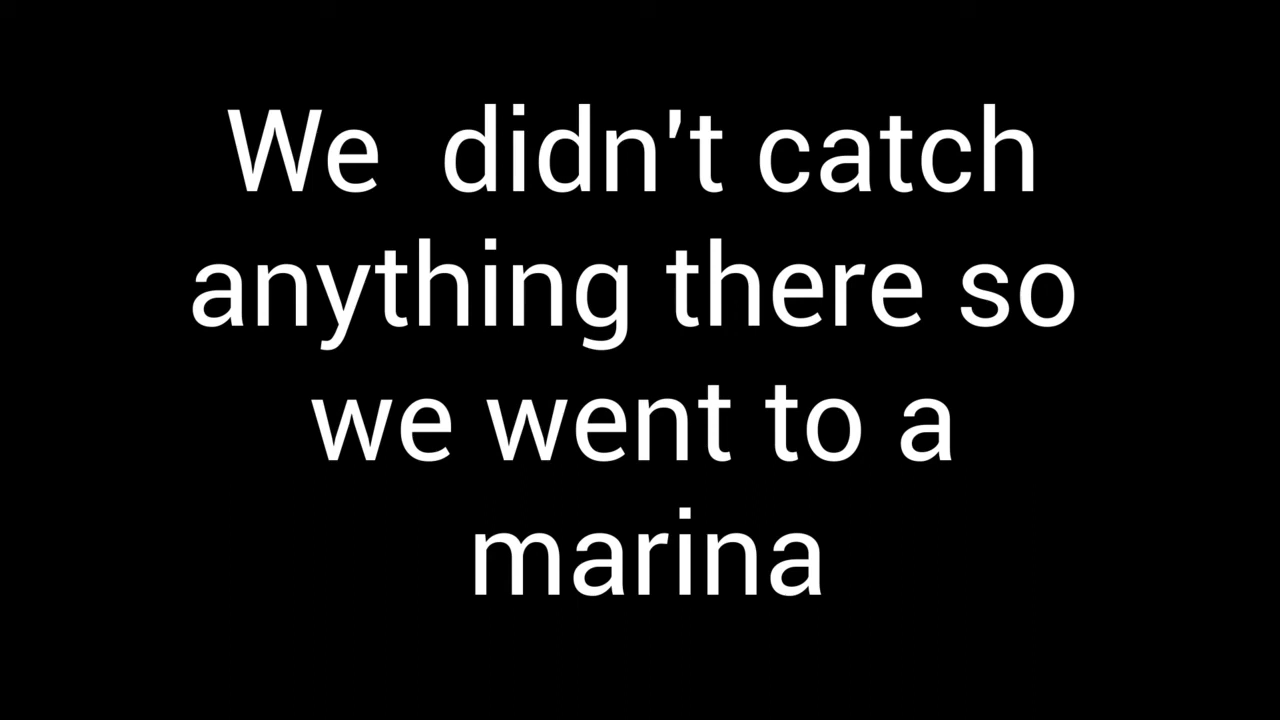 We  didn't catch
anything there so
we went to a
marina